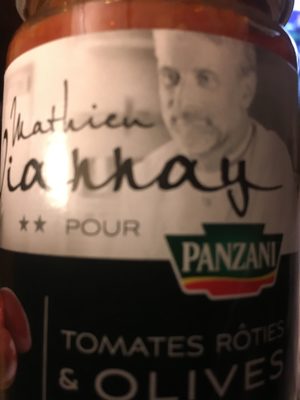 Mathieu
Viannay
★★ POUR
PANZANI
TOMATES RÔTIES
& OLIVES